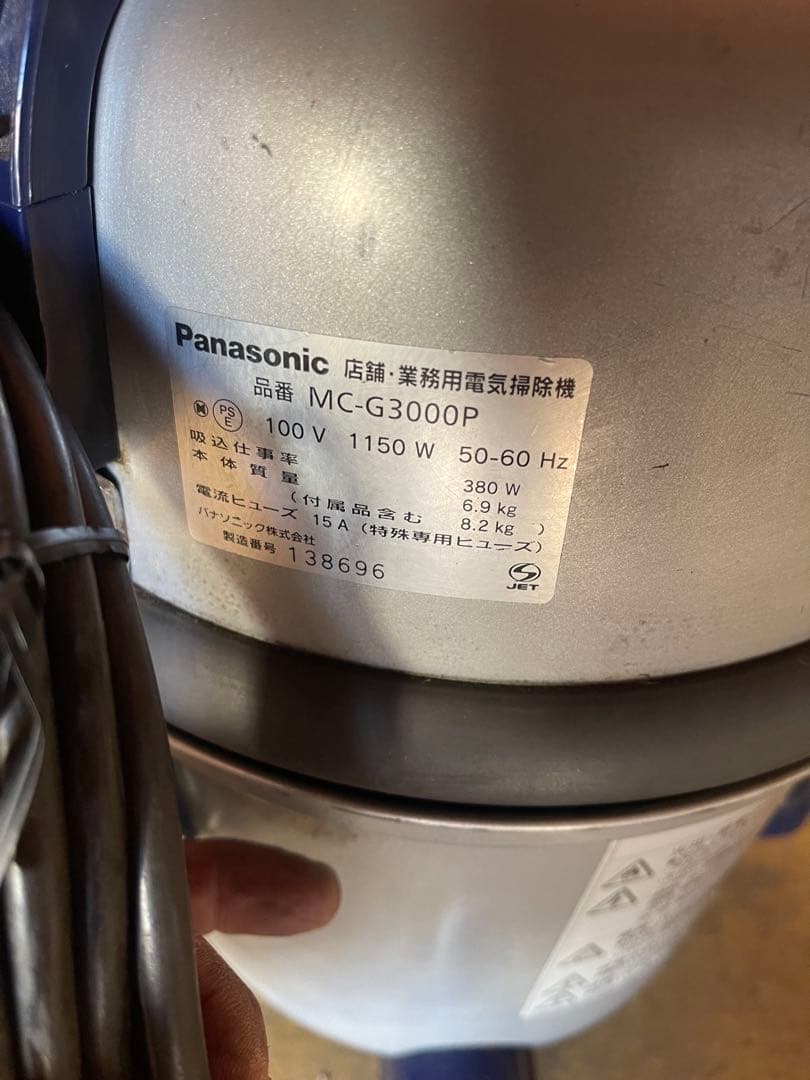 Panasonic 店舗・業務用電気掃除機
品番 MC-G3000P
PS E 100 V 1150 W 50-60 Hz
吸込仕事率 380 W
本体質量 6.9 kg
(付属品含む 8.2 kg )
電流ヒューズ 15 A (特殊専用ヒューズ)
パナソニック株式会社
製造番号 138696
JET